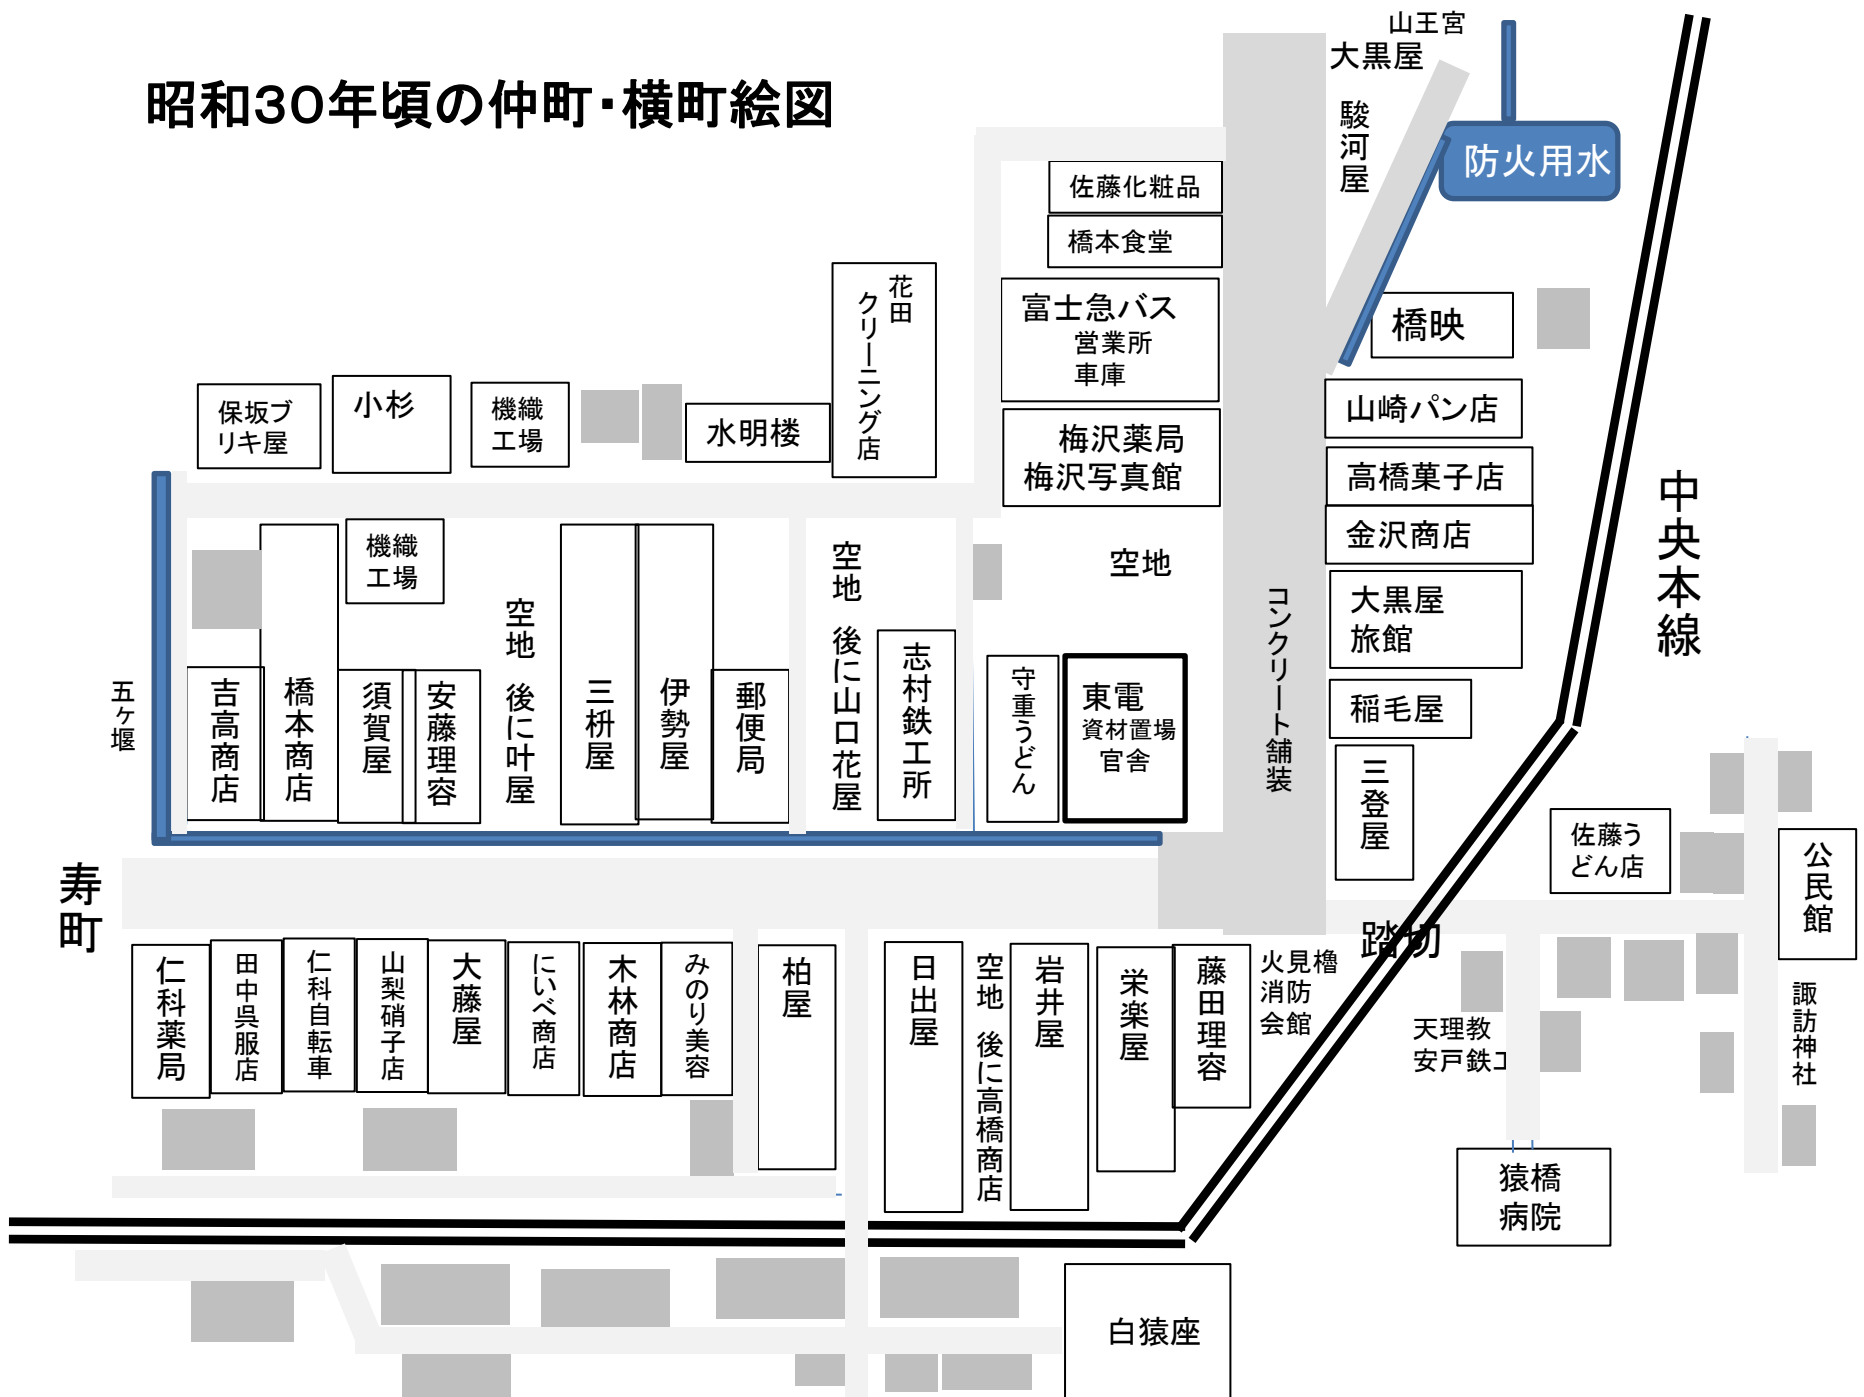 昭和30年頃の仲町・横町絵図
山王宮
大黒屋
駿河屋
防火用水
佐藤化粧品
橋本食堂
富士急バス
営業所
車庫
梅沢薬局
梅沢写真館
空地
花田
クリーニング店
水明楼
機織
工場
小杉
保坂ブ
リキ屋
橋映
山崎パン店
高橋菓子店
金沢商店
大黒屋
旅館
稲毛屋
三登屋
コンクリート舗装
中央本線
五ヶ堰
吉高商店
橋本商店
機織
工場
須賀屋
安藤理容
空地 後に叶屋
三枡屋
伊勢屋
郵便局
空地 後に山口花屋
志村鉄工所
守重うどん
東電
資材置場
官舎
寿町
仁科薬局
田中呉服店
仁科自転車
山梨硝子店
大藤屋
にいべ商店
木林商店
みのり美容
柏屋
日出屋
空地 後に高橋商店
岩井屋
栄楽屋
藤田理容
火見櫓
消防
会館
踏切
佐藤う
どん店
公民館
諏訪神社
天理教
安戸鉄工
猿橋
病院
白猿座